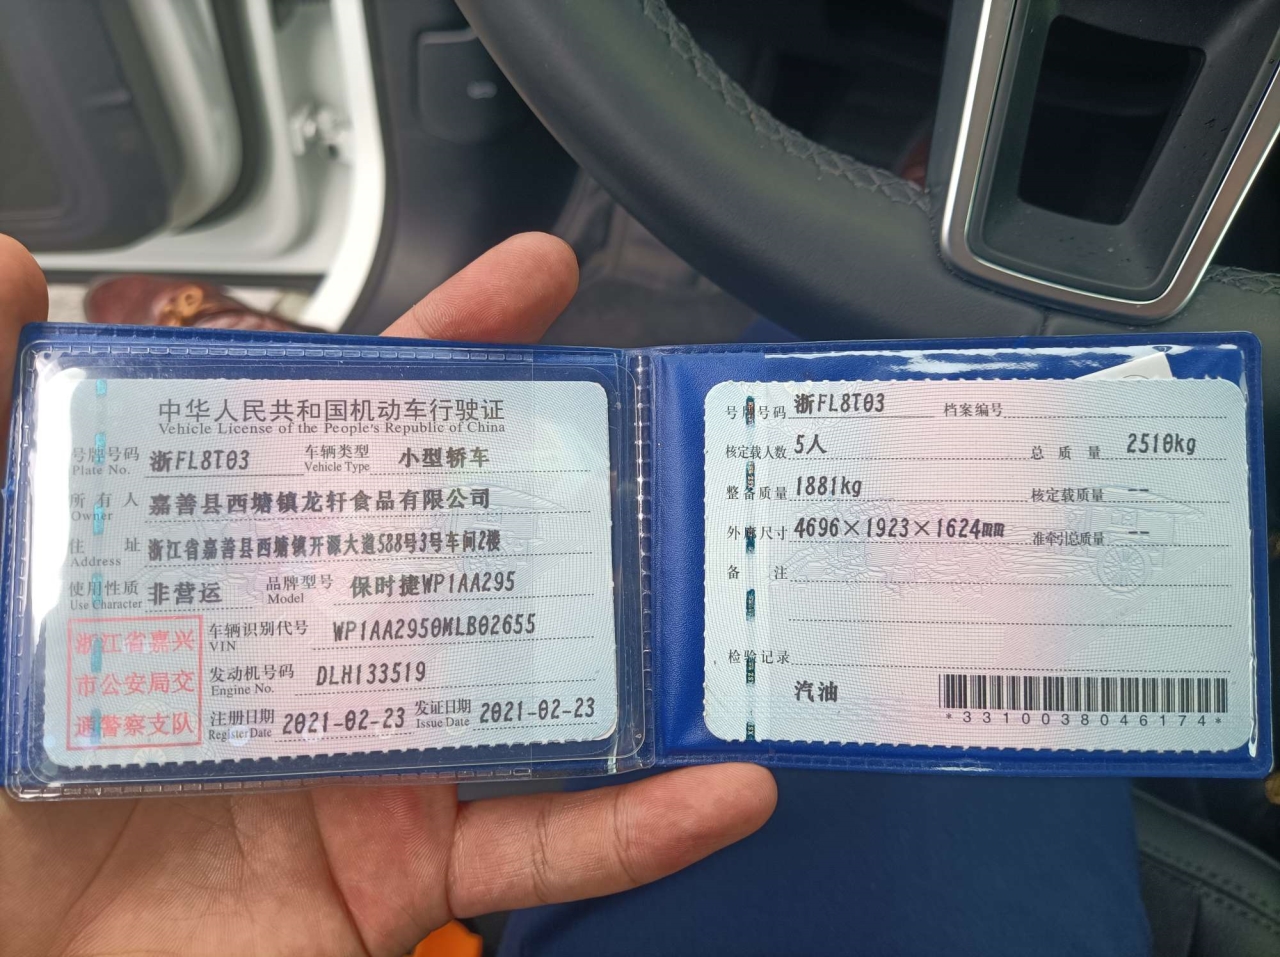 中华人民共和国机动车行驶证
Vehicle License of the People's Republic of China
号牌号码 浙FL8T03 车辆类型 小型轿车
Plate No. Vehicle Type
所有人 嘉善县西塘镇龙轩食品有限公司
Owner
住址 浙江省嘉善县西塘镇开源大道588号3号车间2楼
Address
使用性质 非营运 品牌型号 保时捷WP1AA295
Use Character Model
浙江省嘉兴
市公安局交
通警察支队
车辆识别代号 WP1AA2950MLB02655
VIN
发动机号码 DLH133519
Engine No.
注册日期 2021-02-23 发证日期 2021-02-23
Register Date Issue Date
号牌号码 浙FL8T03 档案编号
核定载人数 5人 总质量 2510kg
整备质量 1881kg 核定载质量 --
外廓尺寸 4696×1923×1624mm 准牵引总质量 --
备注
检验记录
汽油
*3310038046174*